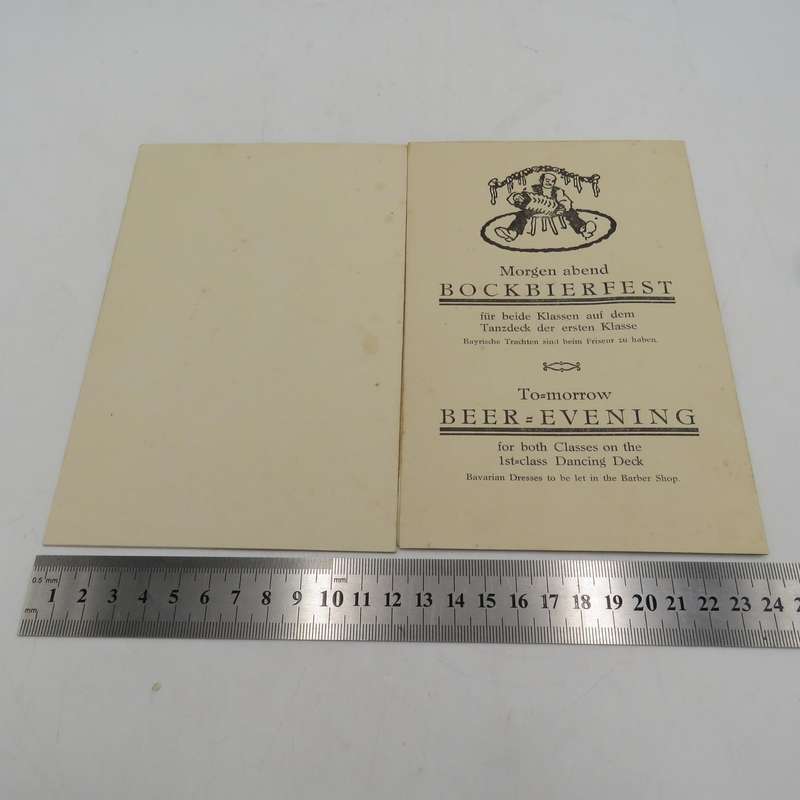 Morgen abend
BOCKBIERFEST
für beide Klassen auf dem
Tanzdeck der ersten Klasse
Bayrische Trachten sind beim Friseur zu haben.
To=morrow
BEER=EVENING
for both Classes on the
1st=class Dancing Deck
Bavarian Dresses to be let in the Barber Shop.
0.5 mm
mm
1 2 3 4 5 6 7 8 9 10 11 12 13 14 15 16 17 18 19 20 21 22 23 24
mm